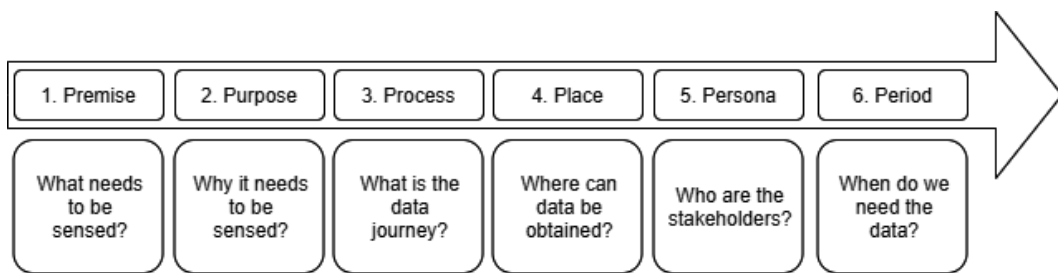 1. Premise
2. Purpose
3. Process
4. Place
5. Persona
6. Period
What needs
to be
sensed?
Why it needs
to be
sensed?
What is the
data
journey?
Where can
data be
obtained?
Who are the
stakeholders?
When do we
need the
data?